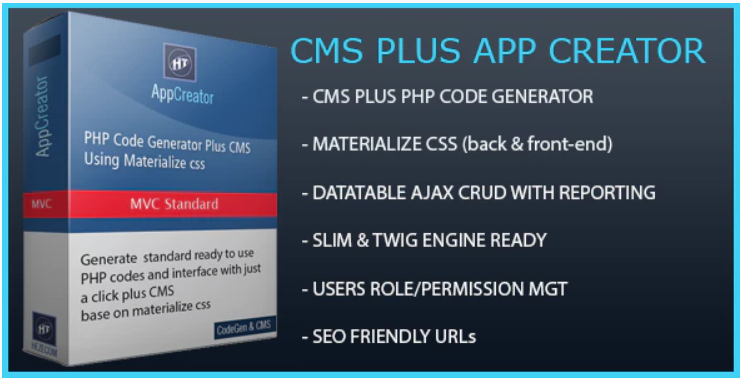 HT
AppCreator
AppCreator
PHP Code Generator Plus CMS
Using Materialize css
MVC
MVC Standard
Generate standard ready to use
PHP codes and interface with just
a click plus CMS
base on materialize css
HT
HEZECOM
CodeGen & CMS
CMS PLUS APP CREATOR
- CMS PLUS PHP CODE GENERATOR
- MATERIALIZE CSS (back & front-end)
- DATATABLE AJAX CRUD WITH REPORTING
- SLIM & TWIG ENGINE READY
- USERS ROLE/PERMISSION MGT
- SEO FRIENDLY URLs